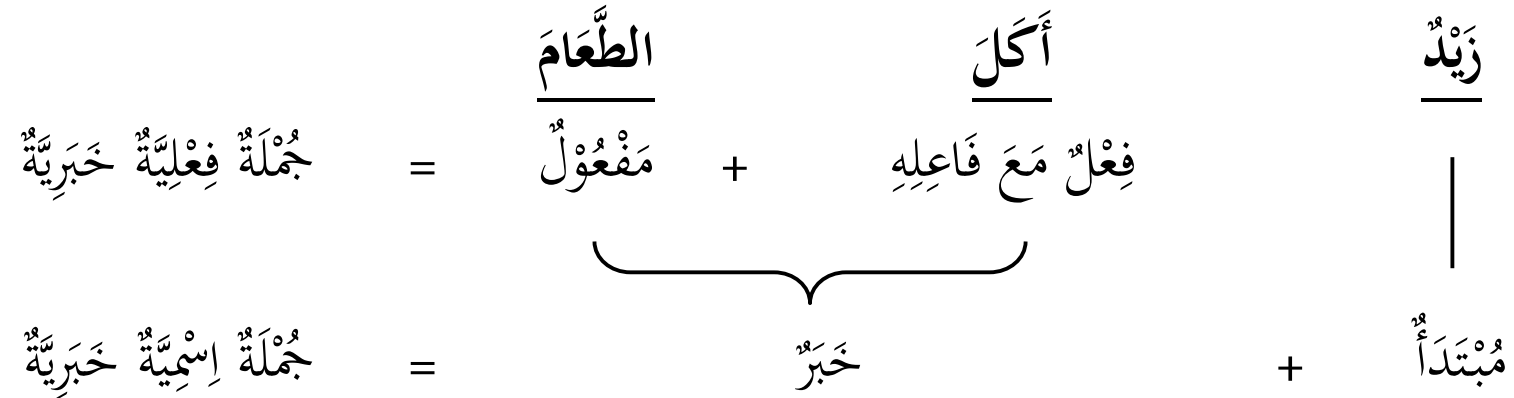 زَيْدٌ أَكَلَ الطَّعَامَ
فِعْلٌ مَعَ فَاعِلِهِ + مَفْعُوْلٌ = جُمْلَةٌ فِعْلِيَّةٌ خَبَرِيَّةٌ
مُبْتَدَأٌ + خَبَرٌ = جُمْلَةٌ اِسْمِيَّةٌ خَبَرِيَّةٌ